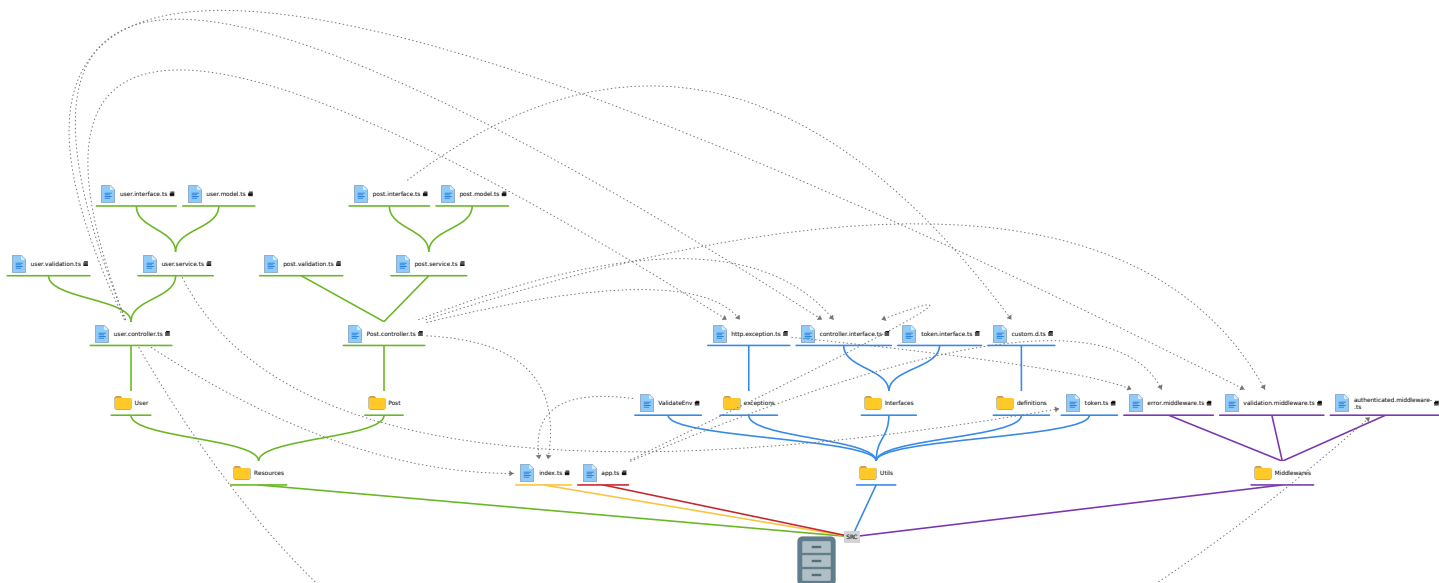 user.interface.ts
user.model.ts
post.interface.ts
post.model.ts
user.validation.ts
user.service.ts
post.validation.ts
post.service.ts
user.controller.ts
Post.controller.ts
http.exception.ts
controller.interface.ts
token.interface.ts
custom.d.ts
User
Post
ValidateEnv
exceptions
Interfaces
definitions
token.ts
error.middleware.ts
validation.middleware.ts
authenticated.middleware-
.ts
Resources
index.ts
app.ts
Utils
Middlewares
SRC